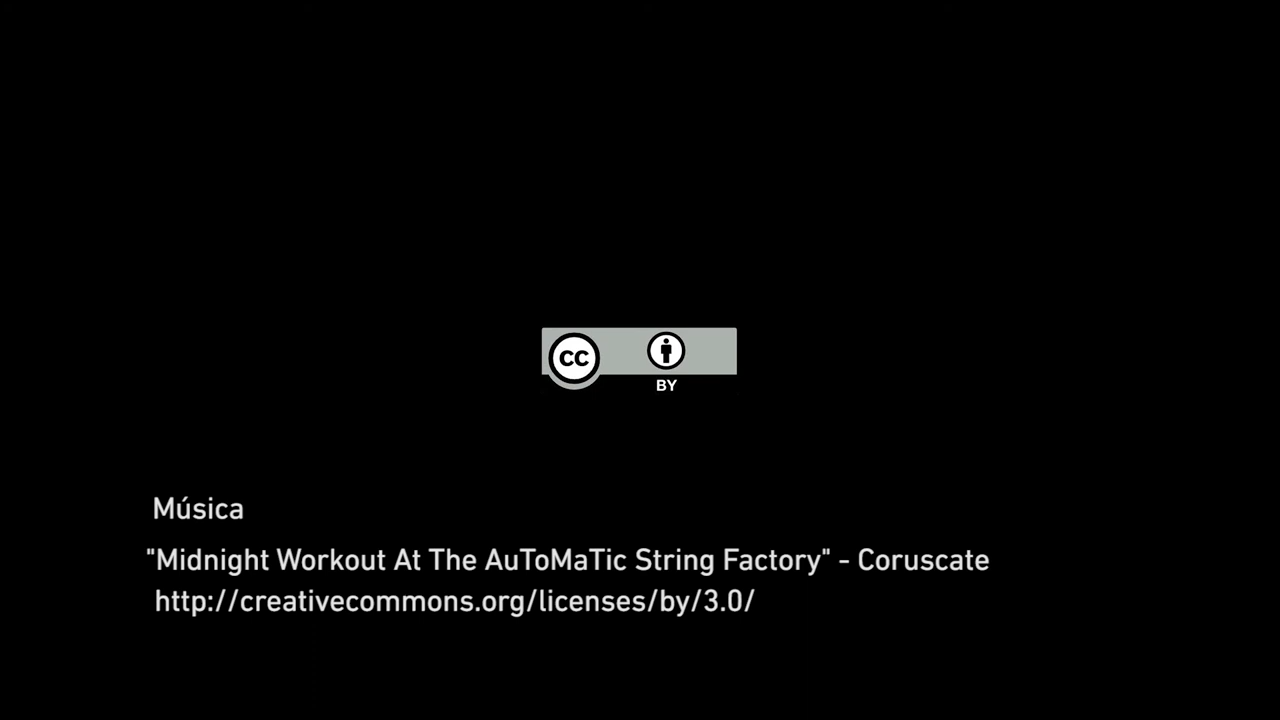 CC
BY
Música
"Midnight Workout At The AuToMaTic String Factory" - Coruscate
http://creativecommons.org/licenses/by/3.0/